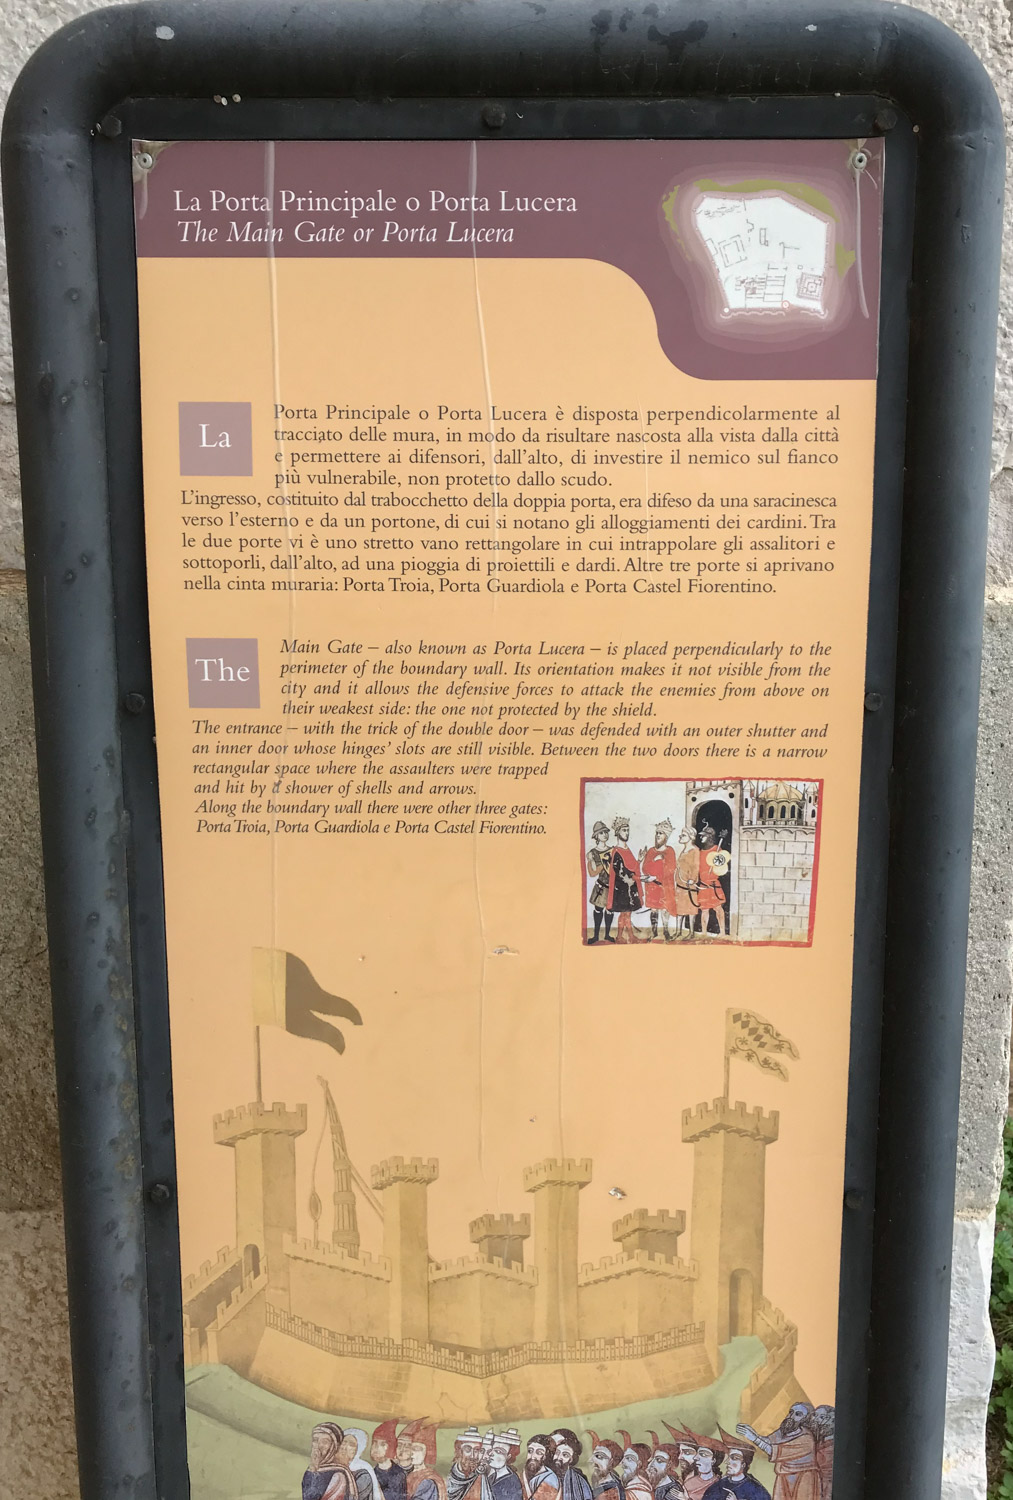 La Porta Principale o Porta Lucera
The Main Gate or Porta Lucera
La Porta Principale o Porta Lucera è disposta perpendicolarmente al
tracciato delle mura, in modo da risultare nascosta alla vista dalla città
e permettere ai difensori, dall'alto, di investire il nemico sul fianco
più vulnerabile, non protetto dallo scudo.
L'ingresso, costituito dal trabocchetto della doppia porta, era difeso da una saracinesca
verso l'esterno e da un portone, di cui si notano gli alloggiamenti dei cardini. Tra
le due porte vi è uno stretto vano rettangolare in cui intrappolare gli assalitori e
sottoporli, dall'alto, ad una pioggia di proiettili e dardi. Altre tre porte si aprivano
nella cinta muraria: Porta Troia, Porta Guardiola e Porta Castel Fiorentino.
The Main Gate – also known as Porta Lucera – is placed perpendicularly to the
perimeter of the boundary wall. Its orientation makes it not visible from the
city and it allows the defensive forces to attack the enemies from above on
their weakest side: the one not protected by the shield.
The entrance – with the trick of the double door – was defended with an outer shutter and
an inner door whose hinges' slots are still visible. Between the two doors there is a narrow
rectangular space where the assaulters were trapped
and hit by a shower of shells and arrows.
Along the boundary wall there were other three gates:
Porta Troia, Porta Guardiola e Porta Castel Fiorentino.